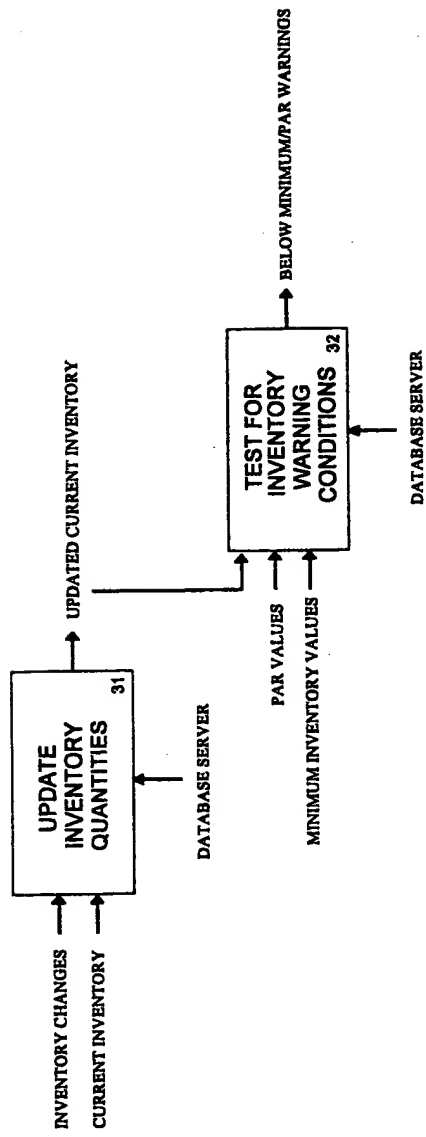 INVENTORY CHANGES
CURRENT INVENTORY
UPDATE
INVENTORY
QUANTITIES
31
DATABASE SERVER
UPDATED CURRENT INVENTORY
PAR VALUES
MINIMUM INVENTORY VALUES
TEST FOR
INVENTORY
WARNING
CONDITIONS
32
DATABASE SERVER
BELOW MINIMUM/PAR WARNINGS